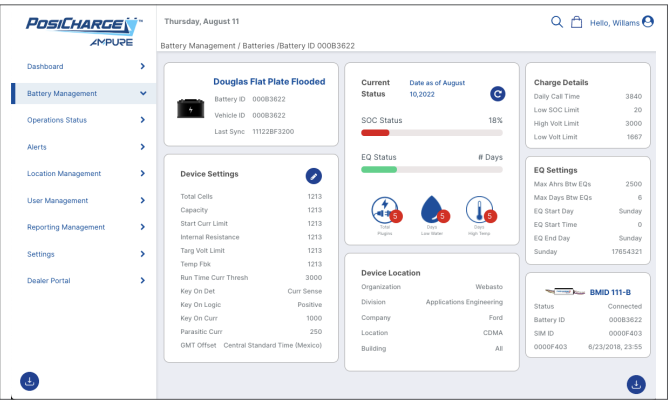 POSICHARGE™
AMPURE
Dashboard
Battery Management
Operations Status
Alerts
Location Management
User Management
Reporting Management
Settings
Dealer Portal
Thursday, August 11
Hello, Willams
Battery Management / Batteries /Battery ID 000B3622
Douglas Flat Plate Flooded
Battery ID 000B3622
Vehicle ID 000B3622
Last Sync 11122BF3200
Device Settings
Total Cells 1213
Capacity 1213
Start Curr Limit 1213
Internal Resistance 1213
Targ Volt Limit 1213
Temp Fbk 1213
Run Time Curr Thresh 3000
Key On Det Curr Sense
Key On Logic Positive
Key On Curr 1000
Parasitic Curr 250
GMT Offset Central Standard Time (Mexico)
Current Status
Date as of August 10,2022
SOC Status 18%
EQ Status # Days
5
5
5
Total Plugins
Days Low Water
Days High Temp
Device Location
Organization Webasto
Division Applications Engineering
Company Ford
Location CDMA
Building All
Charge Details
Daily Call Time 3840
Low SOC Limit 20
High Volt Limit 3000
Low Volt Limit 1667
EQ Settings
Max Ahrs Btw EQs 2500
Max Days Btw EQs 6
EQ Start Day Sunday
EQ Start Time 0
EQ End Day Sunday
Sunday 17654321
BMID 111-B
Status Connected
Battery ID 000B3622
SIM ID 0000F403
0000F403 6/23/2018, 23:55